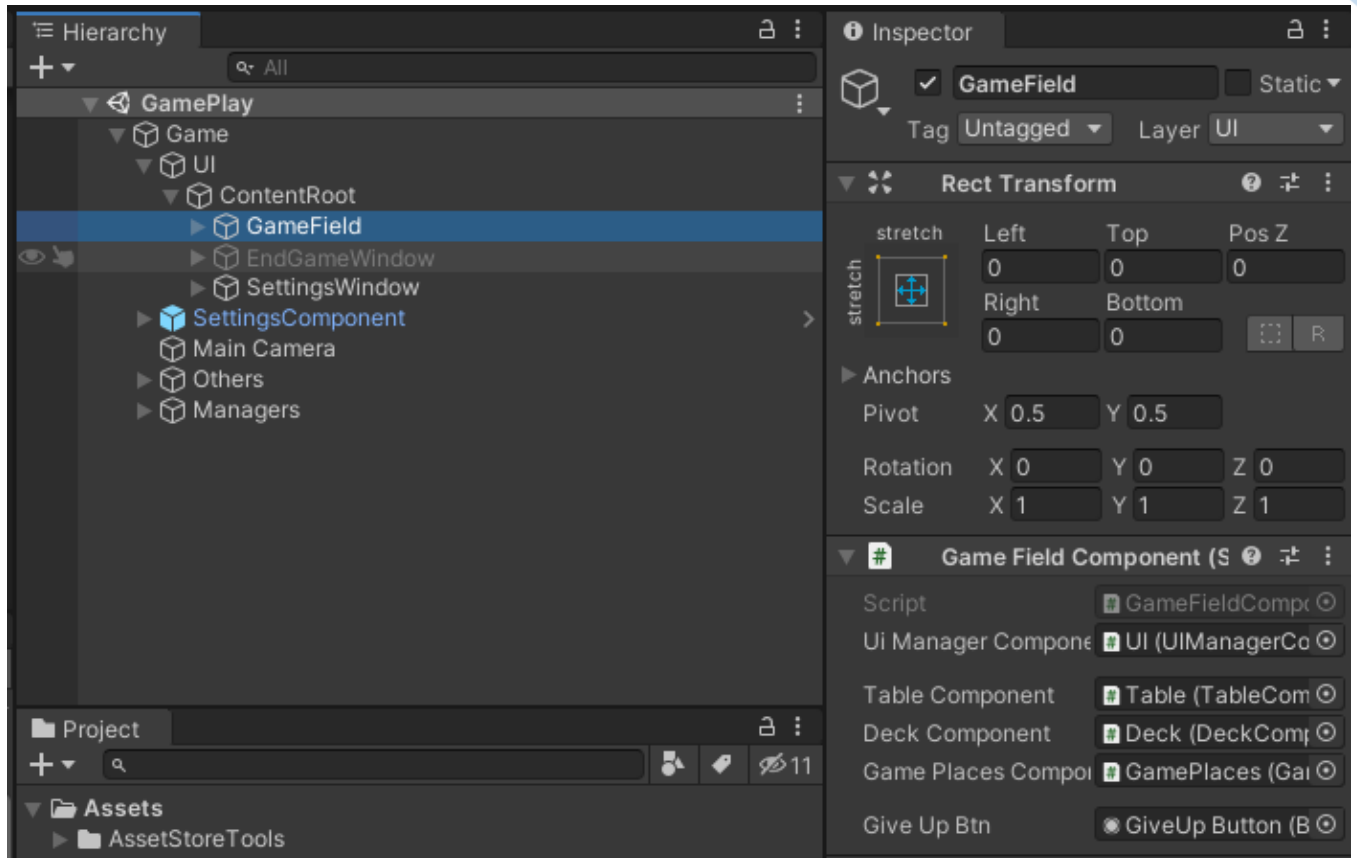 Hierarchy
All
GamePlay
Game
UI
ContentRoot
GameField
EndGameWindow
SettingsWindow
SettingsComponent
Main Camera
Others
Managers
Project
11
Assets
AssetStoreTools
Inspector
GameField
Static
Tag Untagged Layer UI
Rect Transform
stretch Left Top Pos Z
stretch
0 0 0
Right Bottom
0 0 R
Anchors
Pivot X 0.5 Y 0.5
Rotation X 0 Y 0 Z 0
Scale X 1 Y 1 Z 1
# Game Field Component (S
Script # GameFieldCompo
Ui Manager Compone # UI (UIManagerCo
Table Component # Table (TableCom
Deck Component # Deck (DeckComp
Game Places Compo # GamePlaces (Gar
Give Up Btn GiveUp Button (B